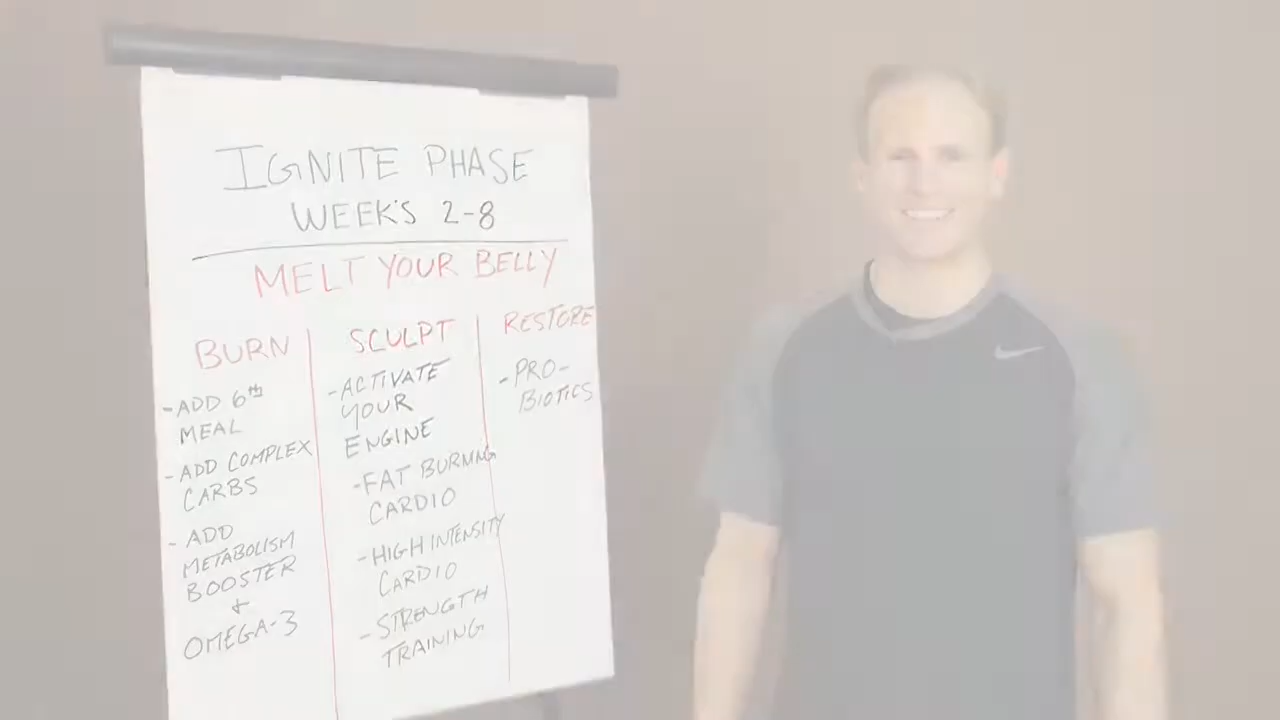 IGNITE PHASE
WEEK'S 2-8
MELT YOUR BELLY
BURN
-ADD 6th
MEAL
-ADD COMPLEX
CARBS
- ADD
METABOLISM
BOOSTER
+
OMEGA-3
SCULPT
-ACTIVATE
YOUR
ENGINE
-FAT BURNING
CARDIO
-HIGH INTENSITY
CARDIO
-STRENGTH
TRAINING
RESTORE
-PRO-
BIOTICS